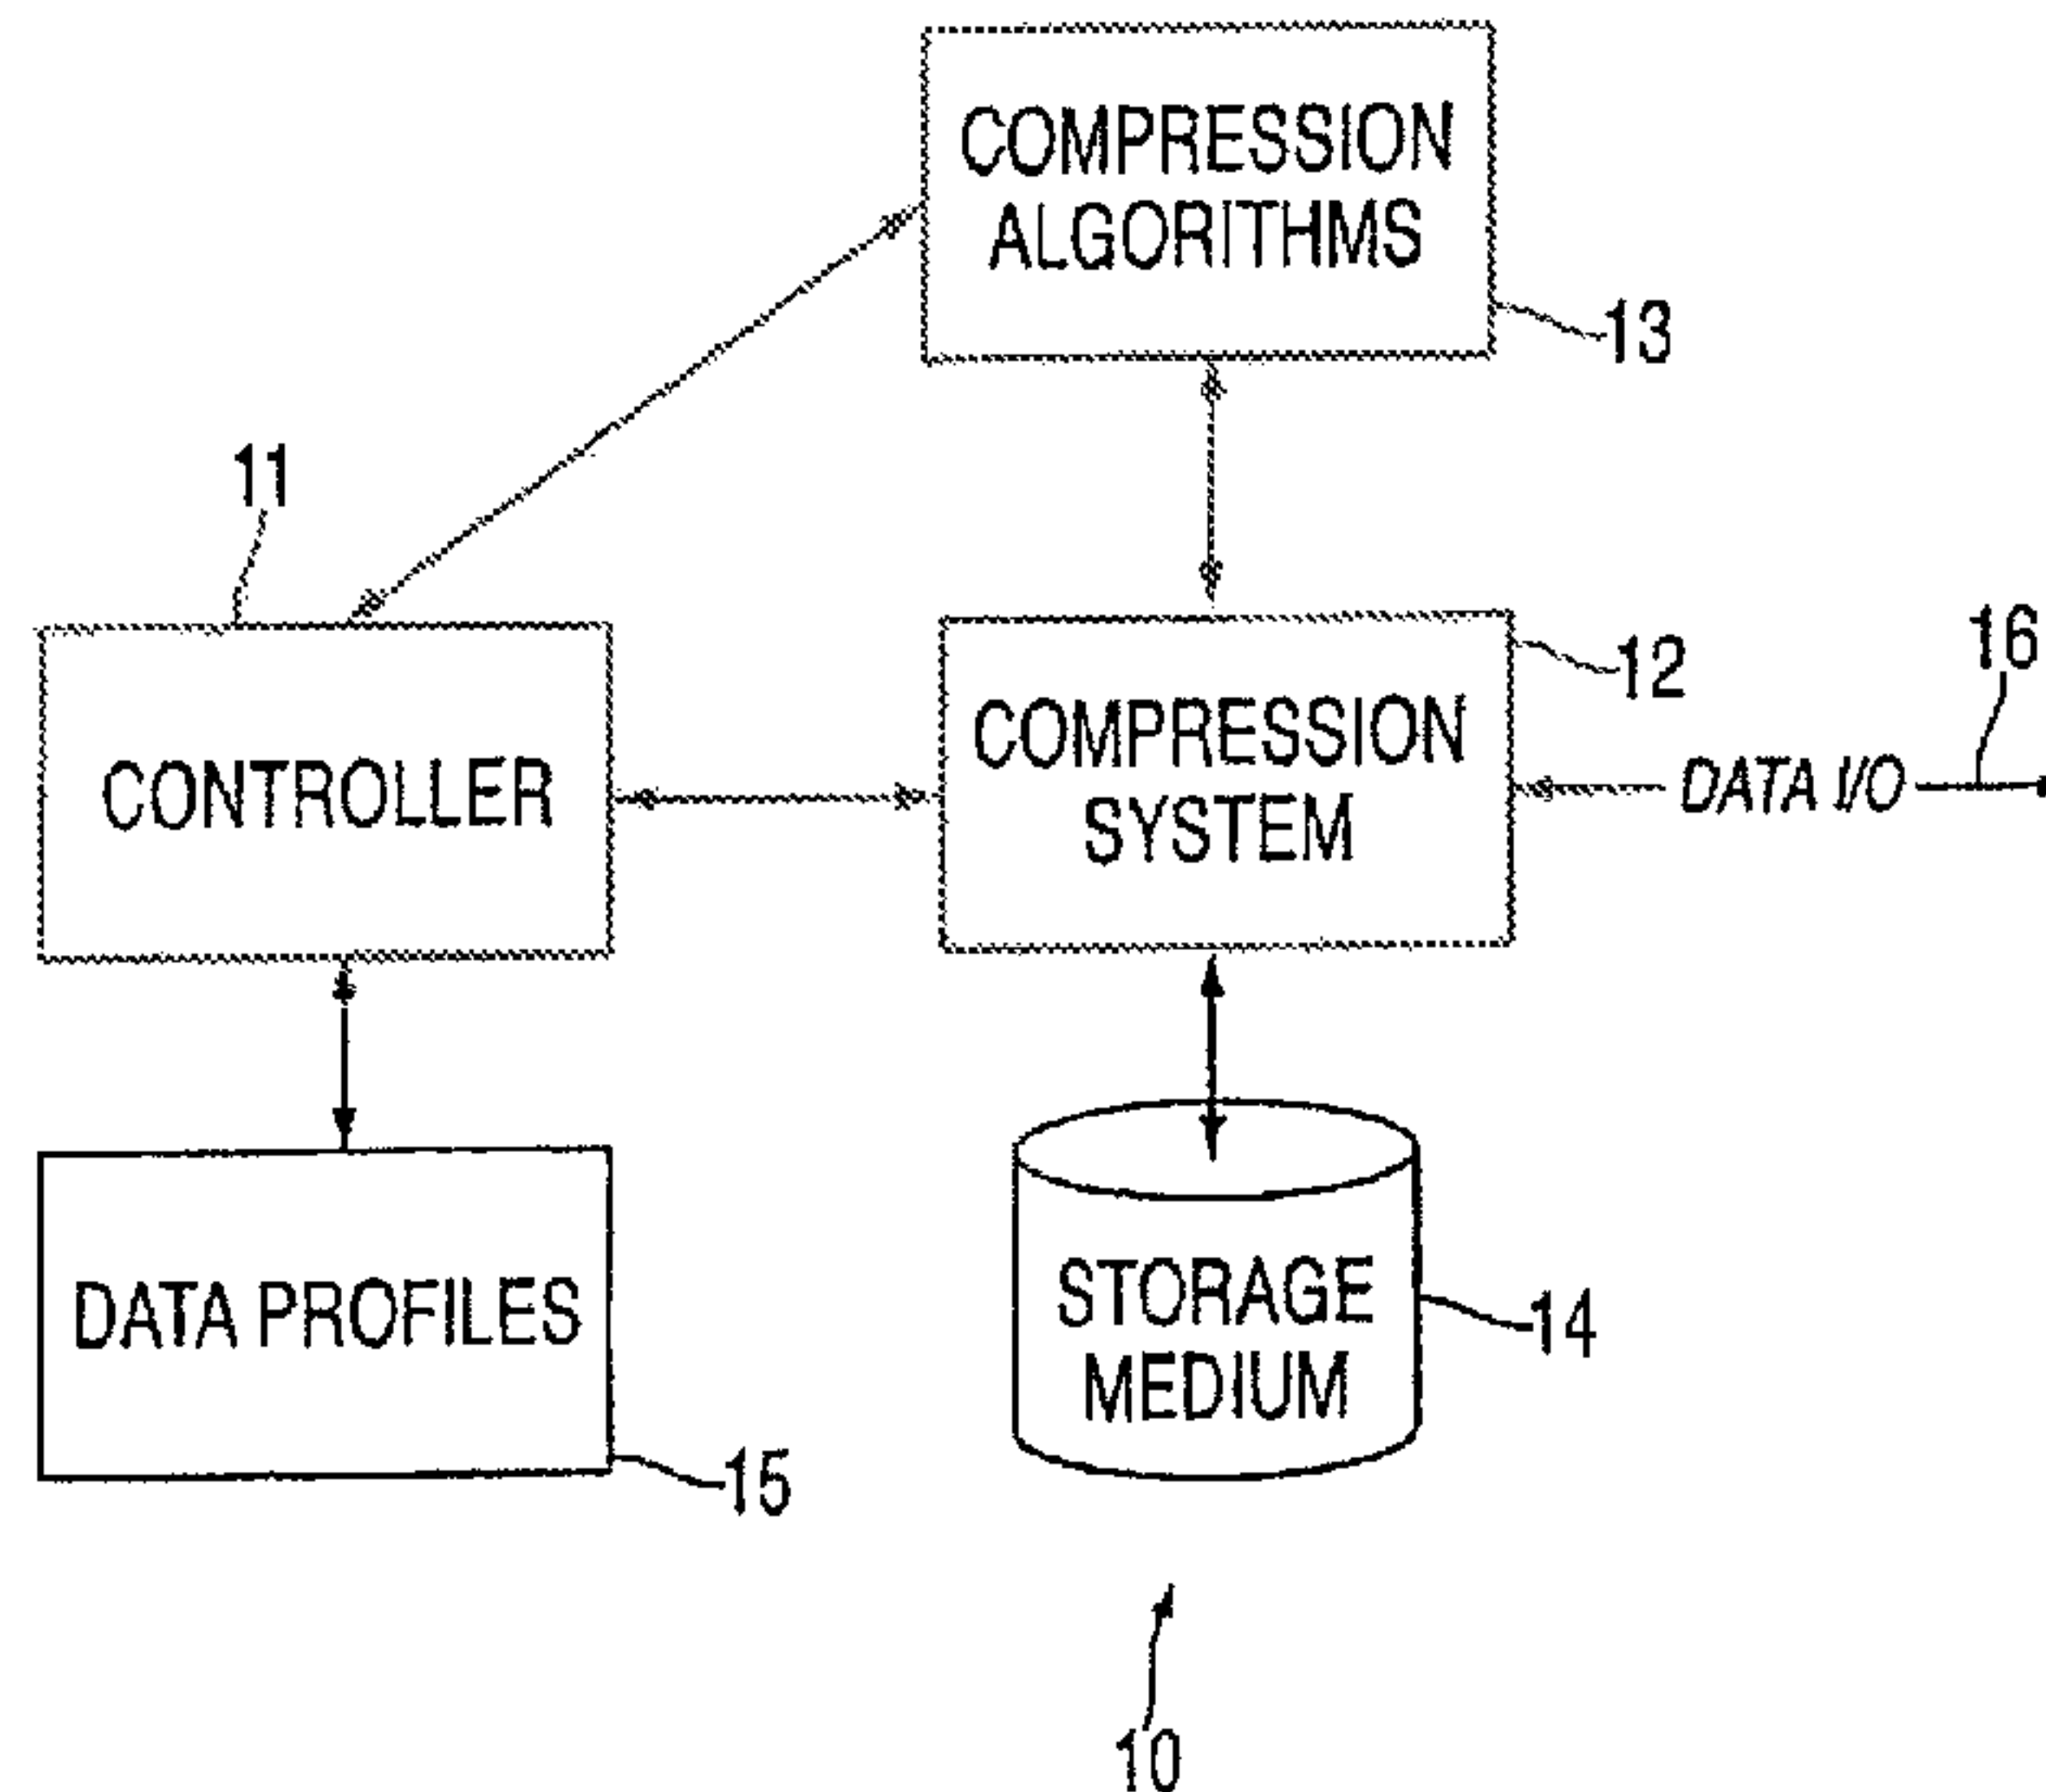 COMPRESSION
ALGORITHMS
13
11
CONTROLLER
COMPRESSION
SYSTEM
12
DATA I/O
16
DATA PROFILES
15
STORAGE
MEDIUM
14
10